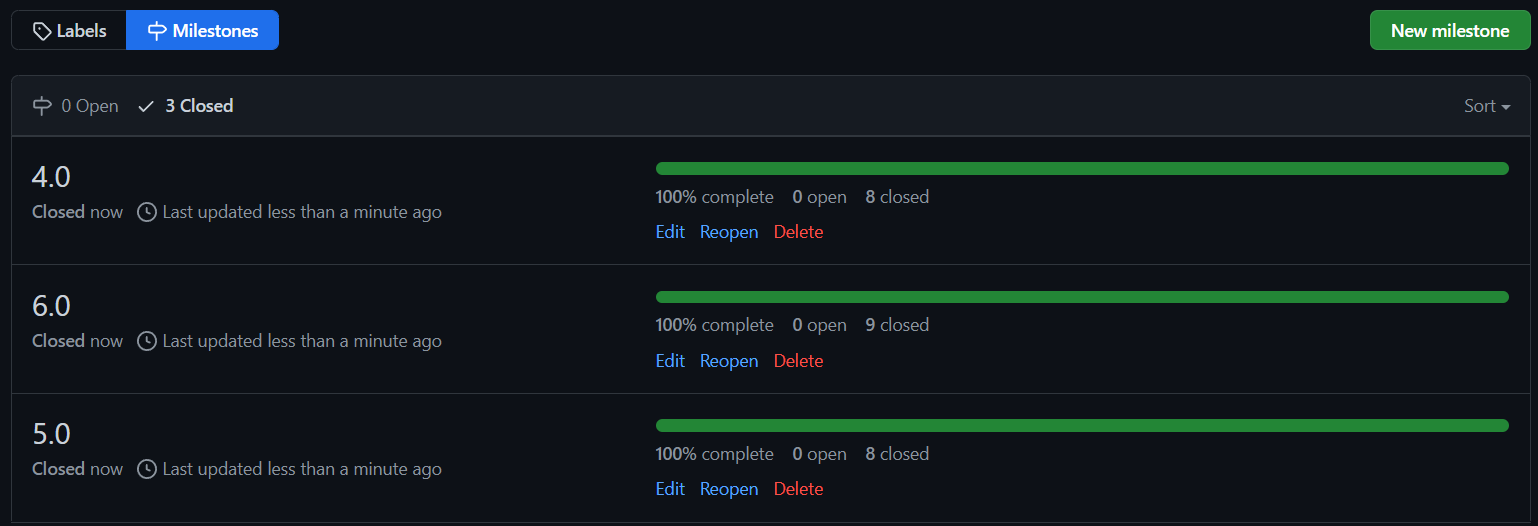 Labels Milestones New milestone
0 Open 3 Closed Sort
4.0
Closed now Last updated less than a minute ago
100% complete 0 open 8 closed
Edit Reopen Delete
6.0
Closed now Last updated less than a minute ago
100% complete 0 open 9 closed
Edit Reopen Delete
5.0
Closed now Last updated less than a minute ago
100% complete 0 open 8 closed
Edit Reopen Delete